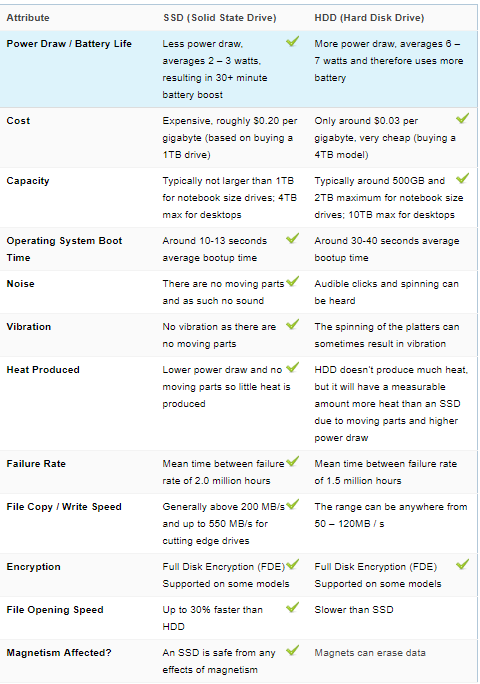 Attribute SSD (Solid State Drive) HDD (Hard Disk Drive)
Power Draw / Battery Life Less power draw, More power draw, averages 6 –
averages 2 – 3 watts, 7 watts and therefore uses more
resulting in 30+ minute battery
battery boost
Cost Expensive, roughly $0.20 per Only around $0.03 per
gigabyte (based on buying a gigabyte, very cheap (buying a
1TB drive) 4TB model)
Capacity Typically not larger than 1TB Typically around 500GB and
for notebook size drives; 4TB 2TB maximum for notebook size
max for desktops drives; 10TB max for desktops
Operating System Boot Around 10-13 seconds Around 30-40 seconds average
Time average bootup time bootup time
Noise There are no moving parts Audible clicks and spinning can
and as such no sound be heard
Vibration No vibration as there are The spinning of the platters can
no moving parts sometimes result in vibration
Heat Produced Lower power draw and no HDD doesn't produce much heat,
moving parts so little heat is but it will have a measurable
produced amount more heat than an SSD
due to moving parts and higher
power draw
Failure Rate Mean time between failure Mean time between failure rate
rate of 2.0 million hours of 1.5 million hours
File Copy / Write Speed Generally above 200 MB/s The range can be anywhere from
and up to 550 MB/s for 50 – 120MB / s
cutting edge drives
Encryption Full Disk Encryption (FDE) Full Disk Encryption (FDE)
Supported on some models Supported on some models
File Opening Speed Up to 30% faster than Slower than SSD
HDD
Magnetism Affected? An SSD is safe from any Magnets can erase data
effects of magnetism